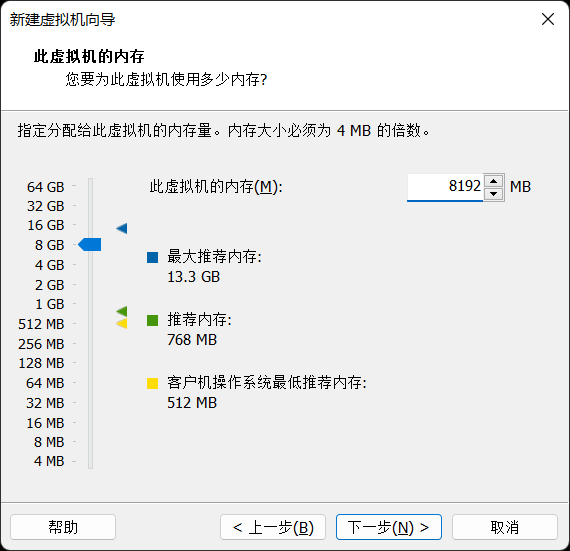 新建虚拟机向导
此虚拟机的内存
您要为此虚拟机使用多少内存?
指定分配给此虚拟机的内存量。内存大小必须为 4 MB 的倍数。
64 GB
32 GB
16 GB
8 GB
4 GB
2 GB
1 GB
512 MB
256 MB
128 MB
64 MB
32 MB
16 MB
8 MB
4 MB
此虚拟机的内存(M): 8192 MB
最大推荐内存:
13.3 GB
推荐内存:
768 MB
客户机操作系统最低推荐内存:
512 MB
帮助 < 上一步(B) 下一步(N) > 取消